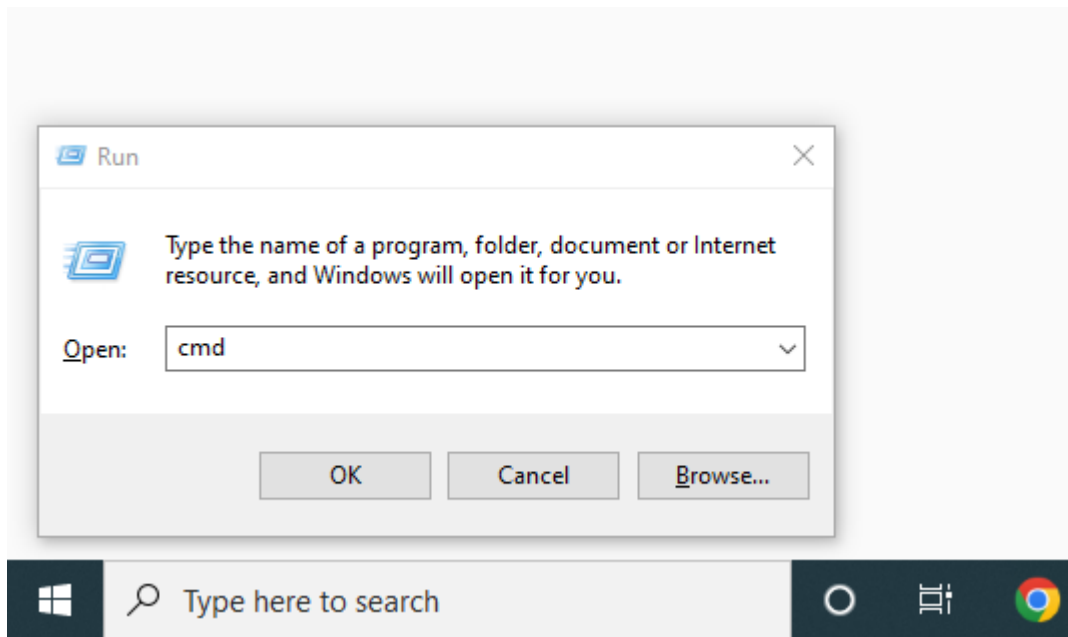 Run
Type the name of a program, folder, document or Internet
resource, and Windows will open it for you.
Open: cmd
OK Cancel Browse...
Type here to search